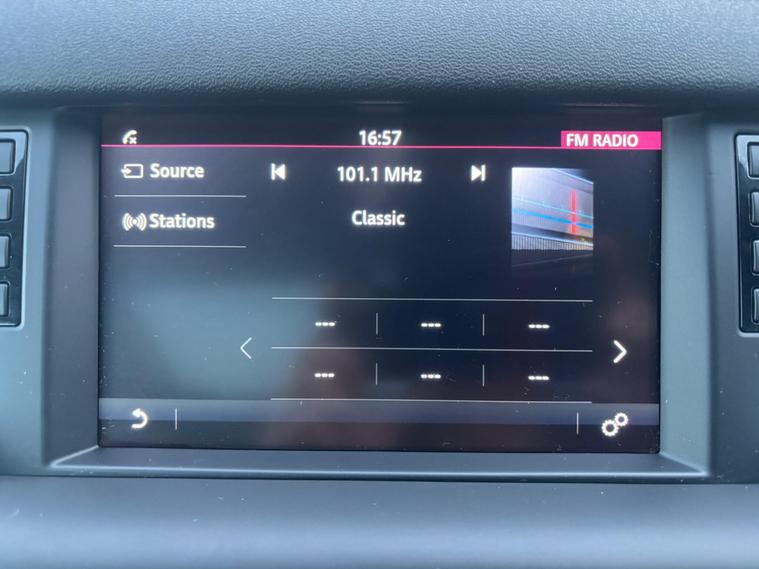 16:57
FM RADIO
Source
101.1 MHz
Stations
Classic
--- --- ---
--- --- ---